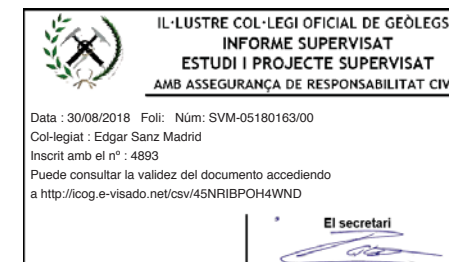 IL·LUSTRE COL·LEGI OFICIAL DE GEÒLEGS
INFORME SUPERVISAT
ESTUDI I PROJECTE SUPERVISAT
AMB ASSEGURANÇA DE RESPONSABILITAT CIV
Data : 30/08/2018 Foli: Núm: SVM-05180163/00
Col-legiat : Edgar Sanz Madrid
Inscrit amb el nº : 4893
Puede consultar la validez del documento accediendo
a http://icog.e-visado.net/csv/45NRIBPOH4WND
El secretari